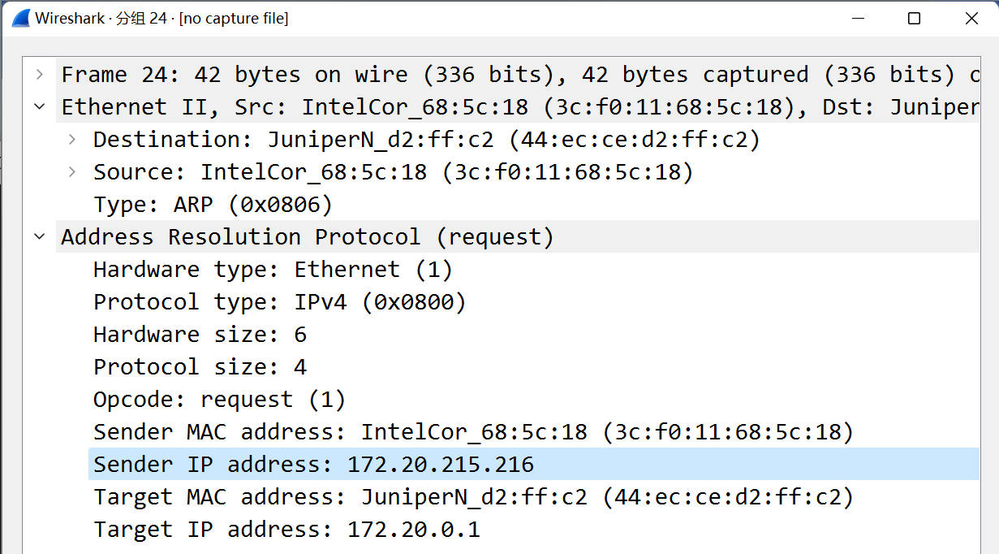 Wireshark · 分组 24 · [no capture file]
Frame 24: 42 bytes on wire (336 bits), 42 bytes captured (336 bits) o
Ethernet II, Src: IntelCor_68:5c:18 (3c:f0:11:68:5c:18), Dst: Juniper
Destination: JuniperN_d2:ff:c2 (44:ec:ce:d2:ff:c2)
Source: IntelCor_68:5c:18 (3c:f0:11:68:5c:18)
Type: ARP (0x0806)
Address Resolution Protocol (request)
Hardware type: Ethernet (1)
Protocol type: IPv4 (0x0800)
Hardware size: 6
Protocol size: 4
Opcode: request (1)
Sender MAC address: IntelCor_68:5c:18 (3c:f0:11:68:5c:18)
Sender IP address: 172.20.215.216
Target MAC address: JuniperN_d2:ff:c2 (44:ec:ce:d2:ff:c2)
Target IP address: 172.20.0.1